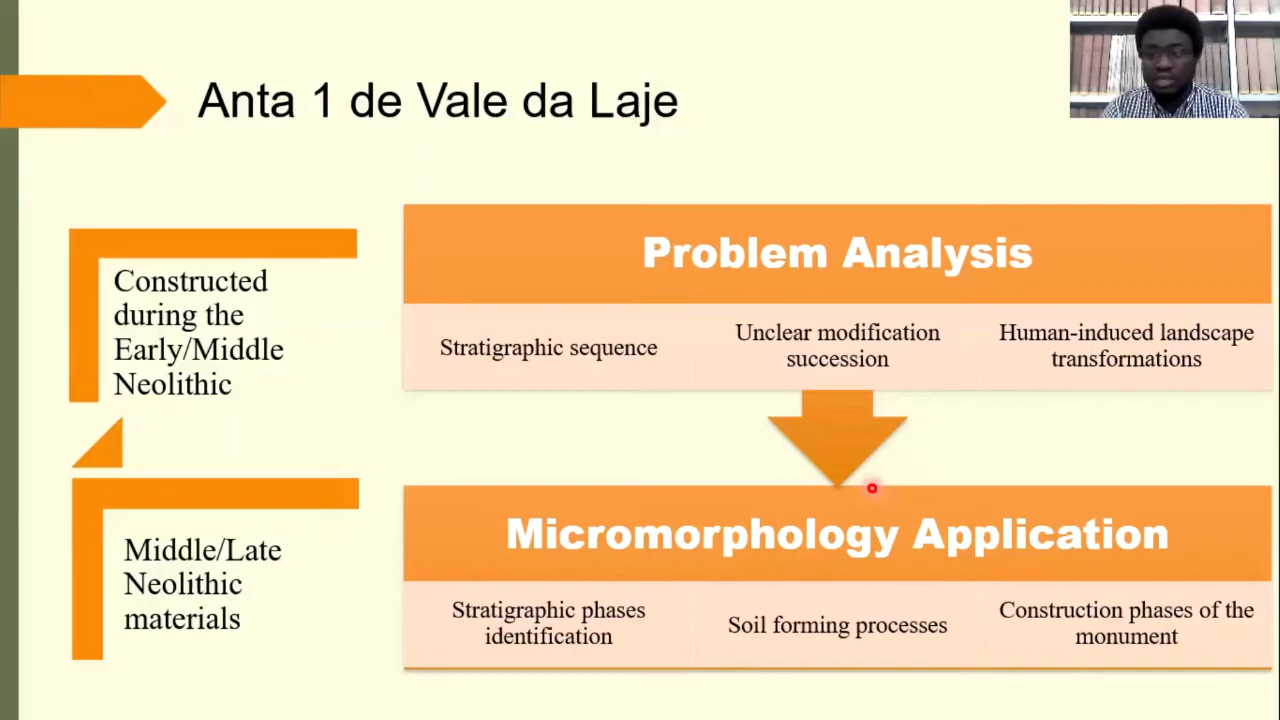 Anta 1 de Vale da Laje
Constructed
during the
Early/Middle
Neolithic
Middle/Late
Neolithic
materials
Problem Analysis
Stratigraphic sequence
Unclear modification
succession
Human-induced landscape
transformations
Micromorphology Application
Stratigraphic phases
identification
Soil forming processes
Construction phases of the
monument